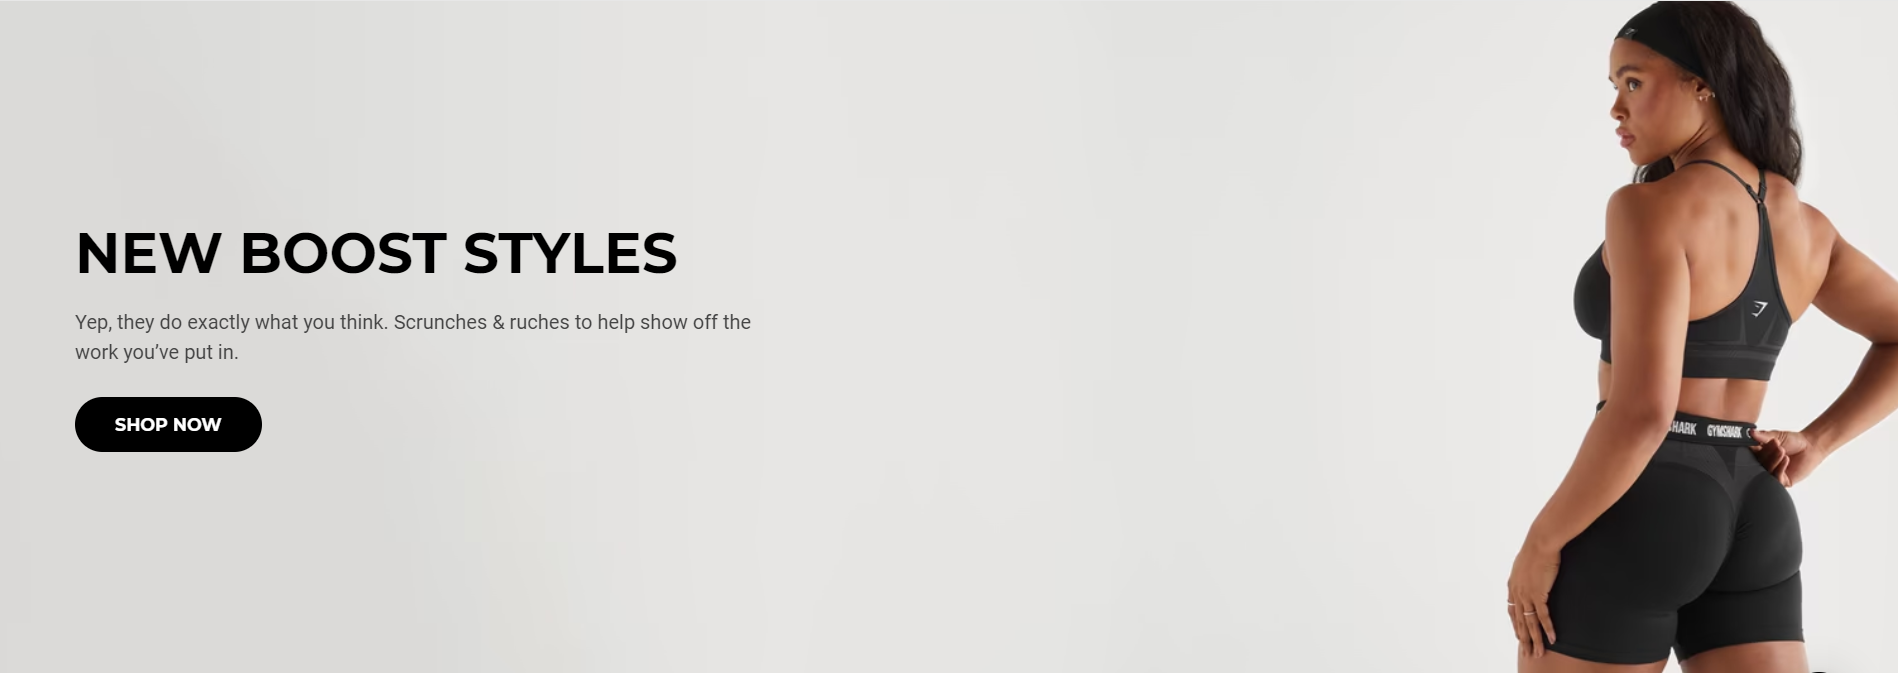 NEW BOOST STYLES
Yep, they do exactly what you think. Scrunches & ruches to help show off the
work you’ve put in.
SHOP NOW
GYMSHARK